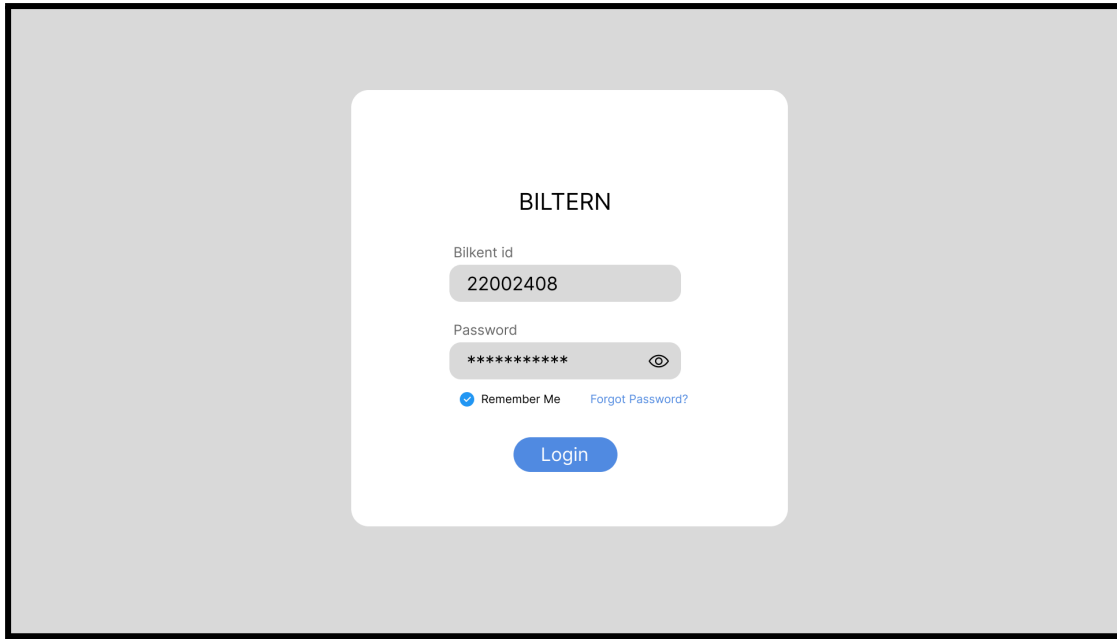 BILTERN
Bilkent id
22002408
Password
***********
Remember Me Forgot Password?
Login